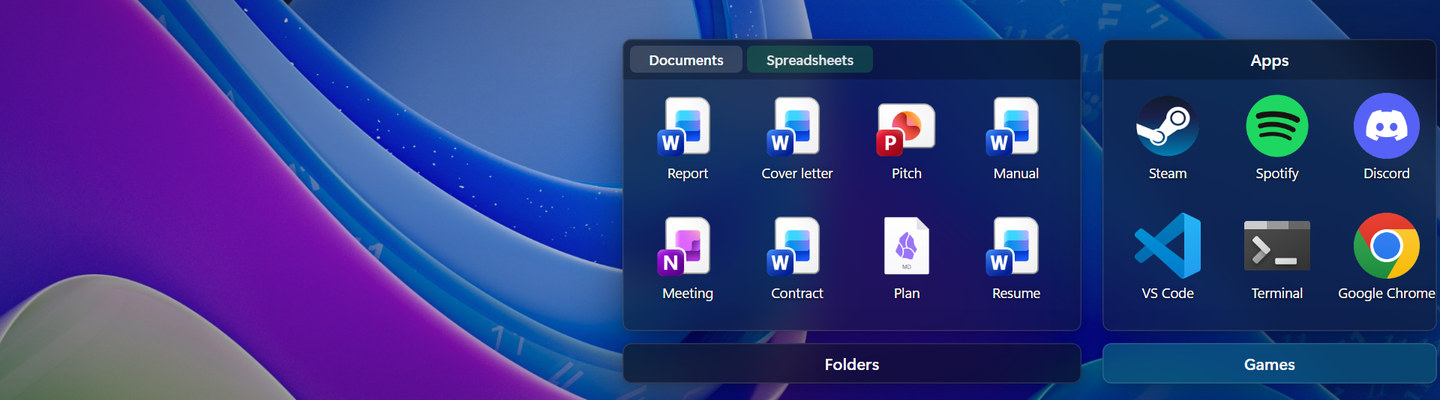 Documents
Spreadsheets
Apps
Report
Cover letter
Pitch
Manual
Steam
Spotify
Discord
Meeting
Contract
MD
Plan
Resume
VS Code
Terminal
Google Chrome
Folders
Games
W
W
P
W
N
W
W